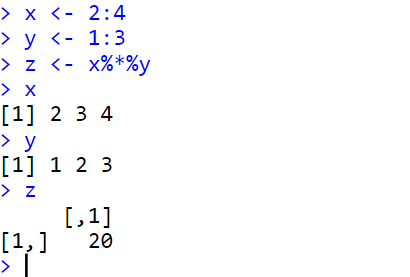 > x <- 2:4
> y <- 1:3
> z <- x%*%y
> x
[1] 2 3 4
> y
[1] 1 2 3
> z
     [,1]
[1,]   20
>